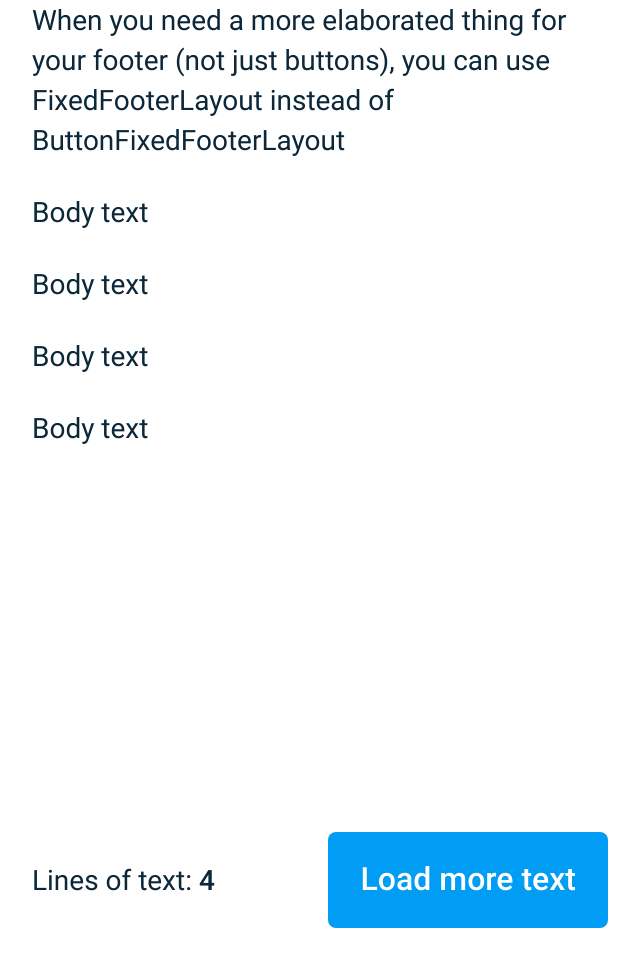 When you need a more elaborated thing for
your footer (not just buttons), you can use
FixedFooterLayout instead of
ButtonFixedFooterLayout
Body text
Body text
Body text
Body text
Lines of text: 4
Load more text